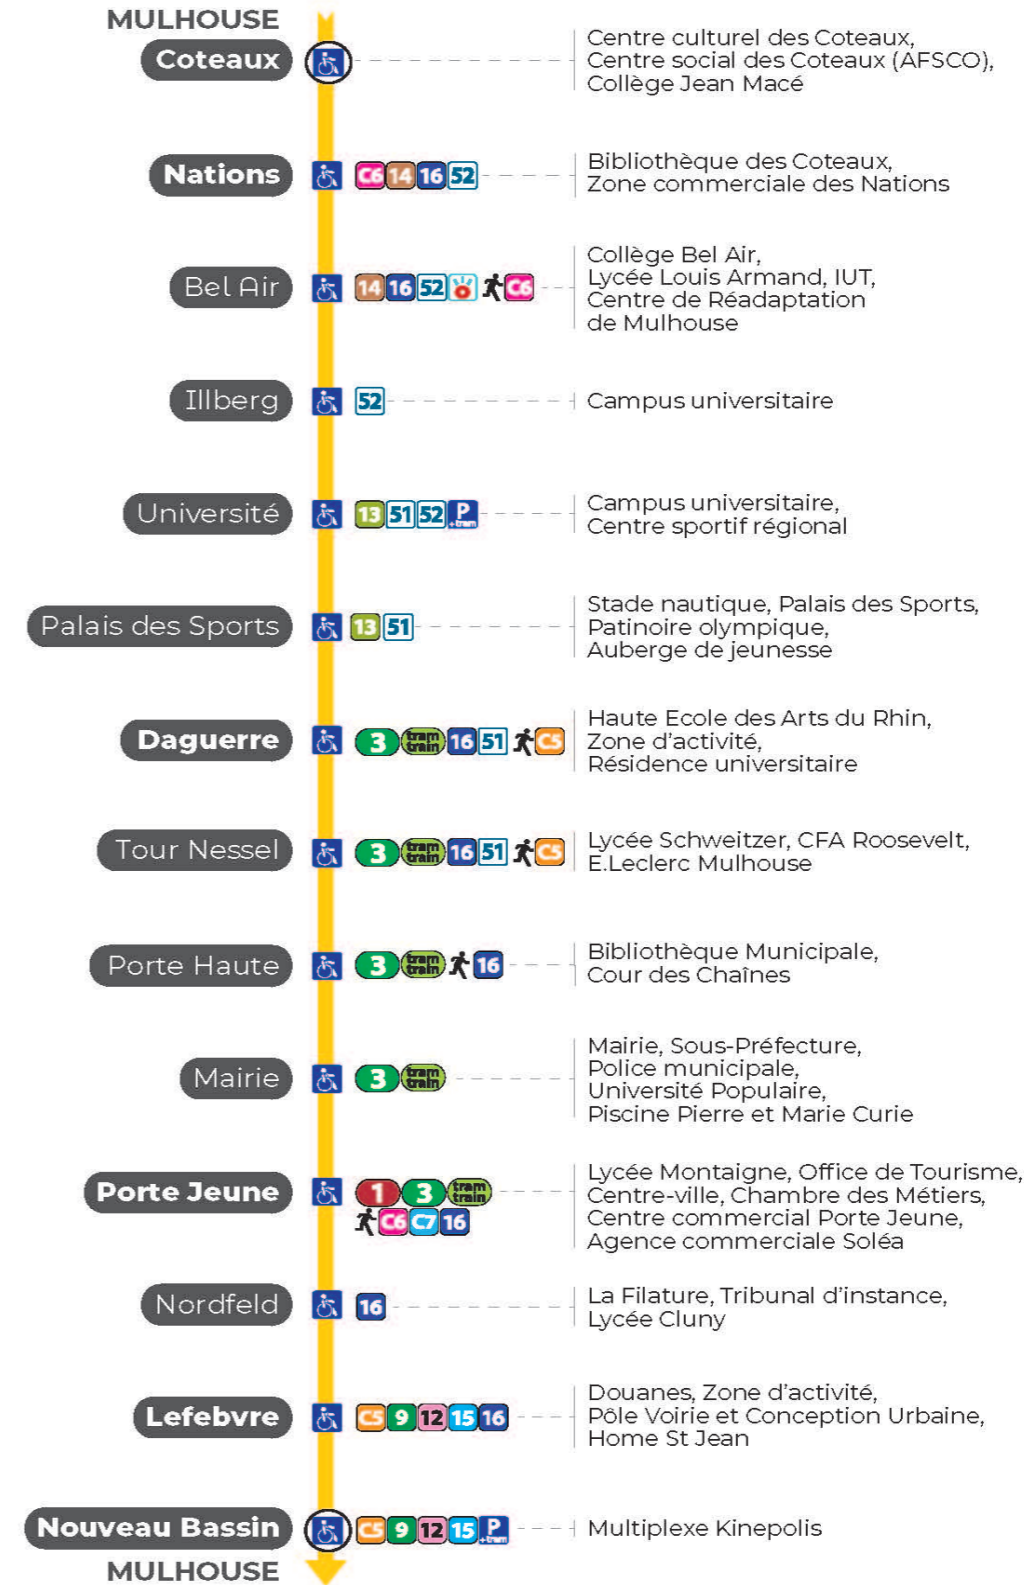 MULHOUSE
Coteaux
Centre culturel des Coteaux,
Centre social des Coteaux (AFSCO),
Collège Jean Macé
Nations C6 14 16 52
Bibliothèque des Coteaux,
Zone commerciale des Nations
Bel Air 14 16 52 C6
Collège Bel Air,
Lycée Louis Armand, IUT,
Centre de Réadaptation
de Mulhouse
Illberg 52
Campus universitaire
Université 13 51 52 P +tram
Campus universitaire,
Centre sportif régional
Palais des Sports 13 51
Stade nautique, Palais des Sports,
Patinoire olympique,
Auberge de jeunesse
Daguerre 3 tram train 16 51 C5
Haute Ecole des Arts du Rhin,
Zone d'activité,
Résidence universitaire
Tour Nessel 3 tram train 16 51 C5
Lycée Schweitzer, CFA Roosevelt,
E.Leclerc Mulhouse
Porte Haute 3 tram train 16
Bibliothèque Municipale,
Cour des Chaînes
Mairie 3 tram train
Mairie, Sous-Préfecture,
Police municipale,
Université Populaire,
Piscine Pierre et Marie Curie
Porte Jeune 1 3 tram train
C6 C7 16
Lycée Montaigne, Office de Tourisme,
Centre-ville, Chambre des Métiers,
Centre commercial Porte Jeune,
Agence commerciale Soléa
Nordfeld 16
La Filature, Tribunal d'instance,
Lycée Cluny
Lefebvre C5 9 12 15 16
Douanes, Zone d'activité,
Pôle Voirie et Conception Urbaine,
Home St Jean
Nouveau Bassin C5 9 12 15 P +tram
Multiplexe Kinepolis
MULHOUSE